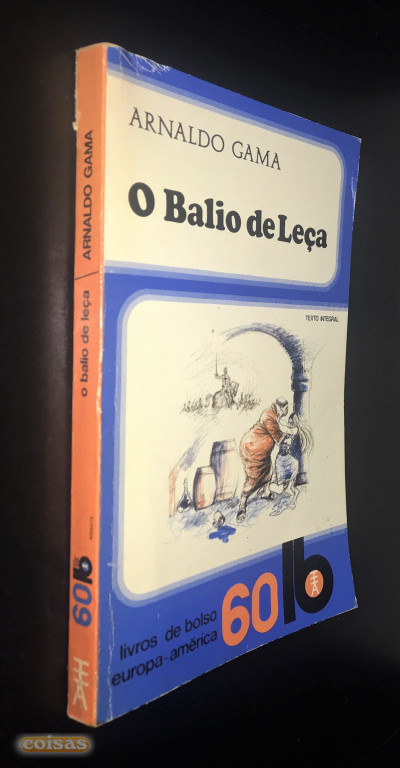 ARNALDO GAMA
O Balio de Leça
TEXTO INTEGRAL
livros de bolso
europa-américa
60 lb
o balio de leça / ARNALDO GAMA
60 lb
coisas